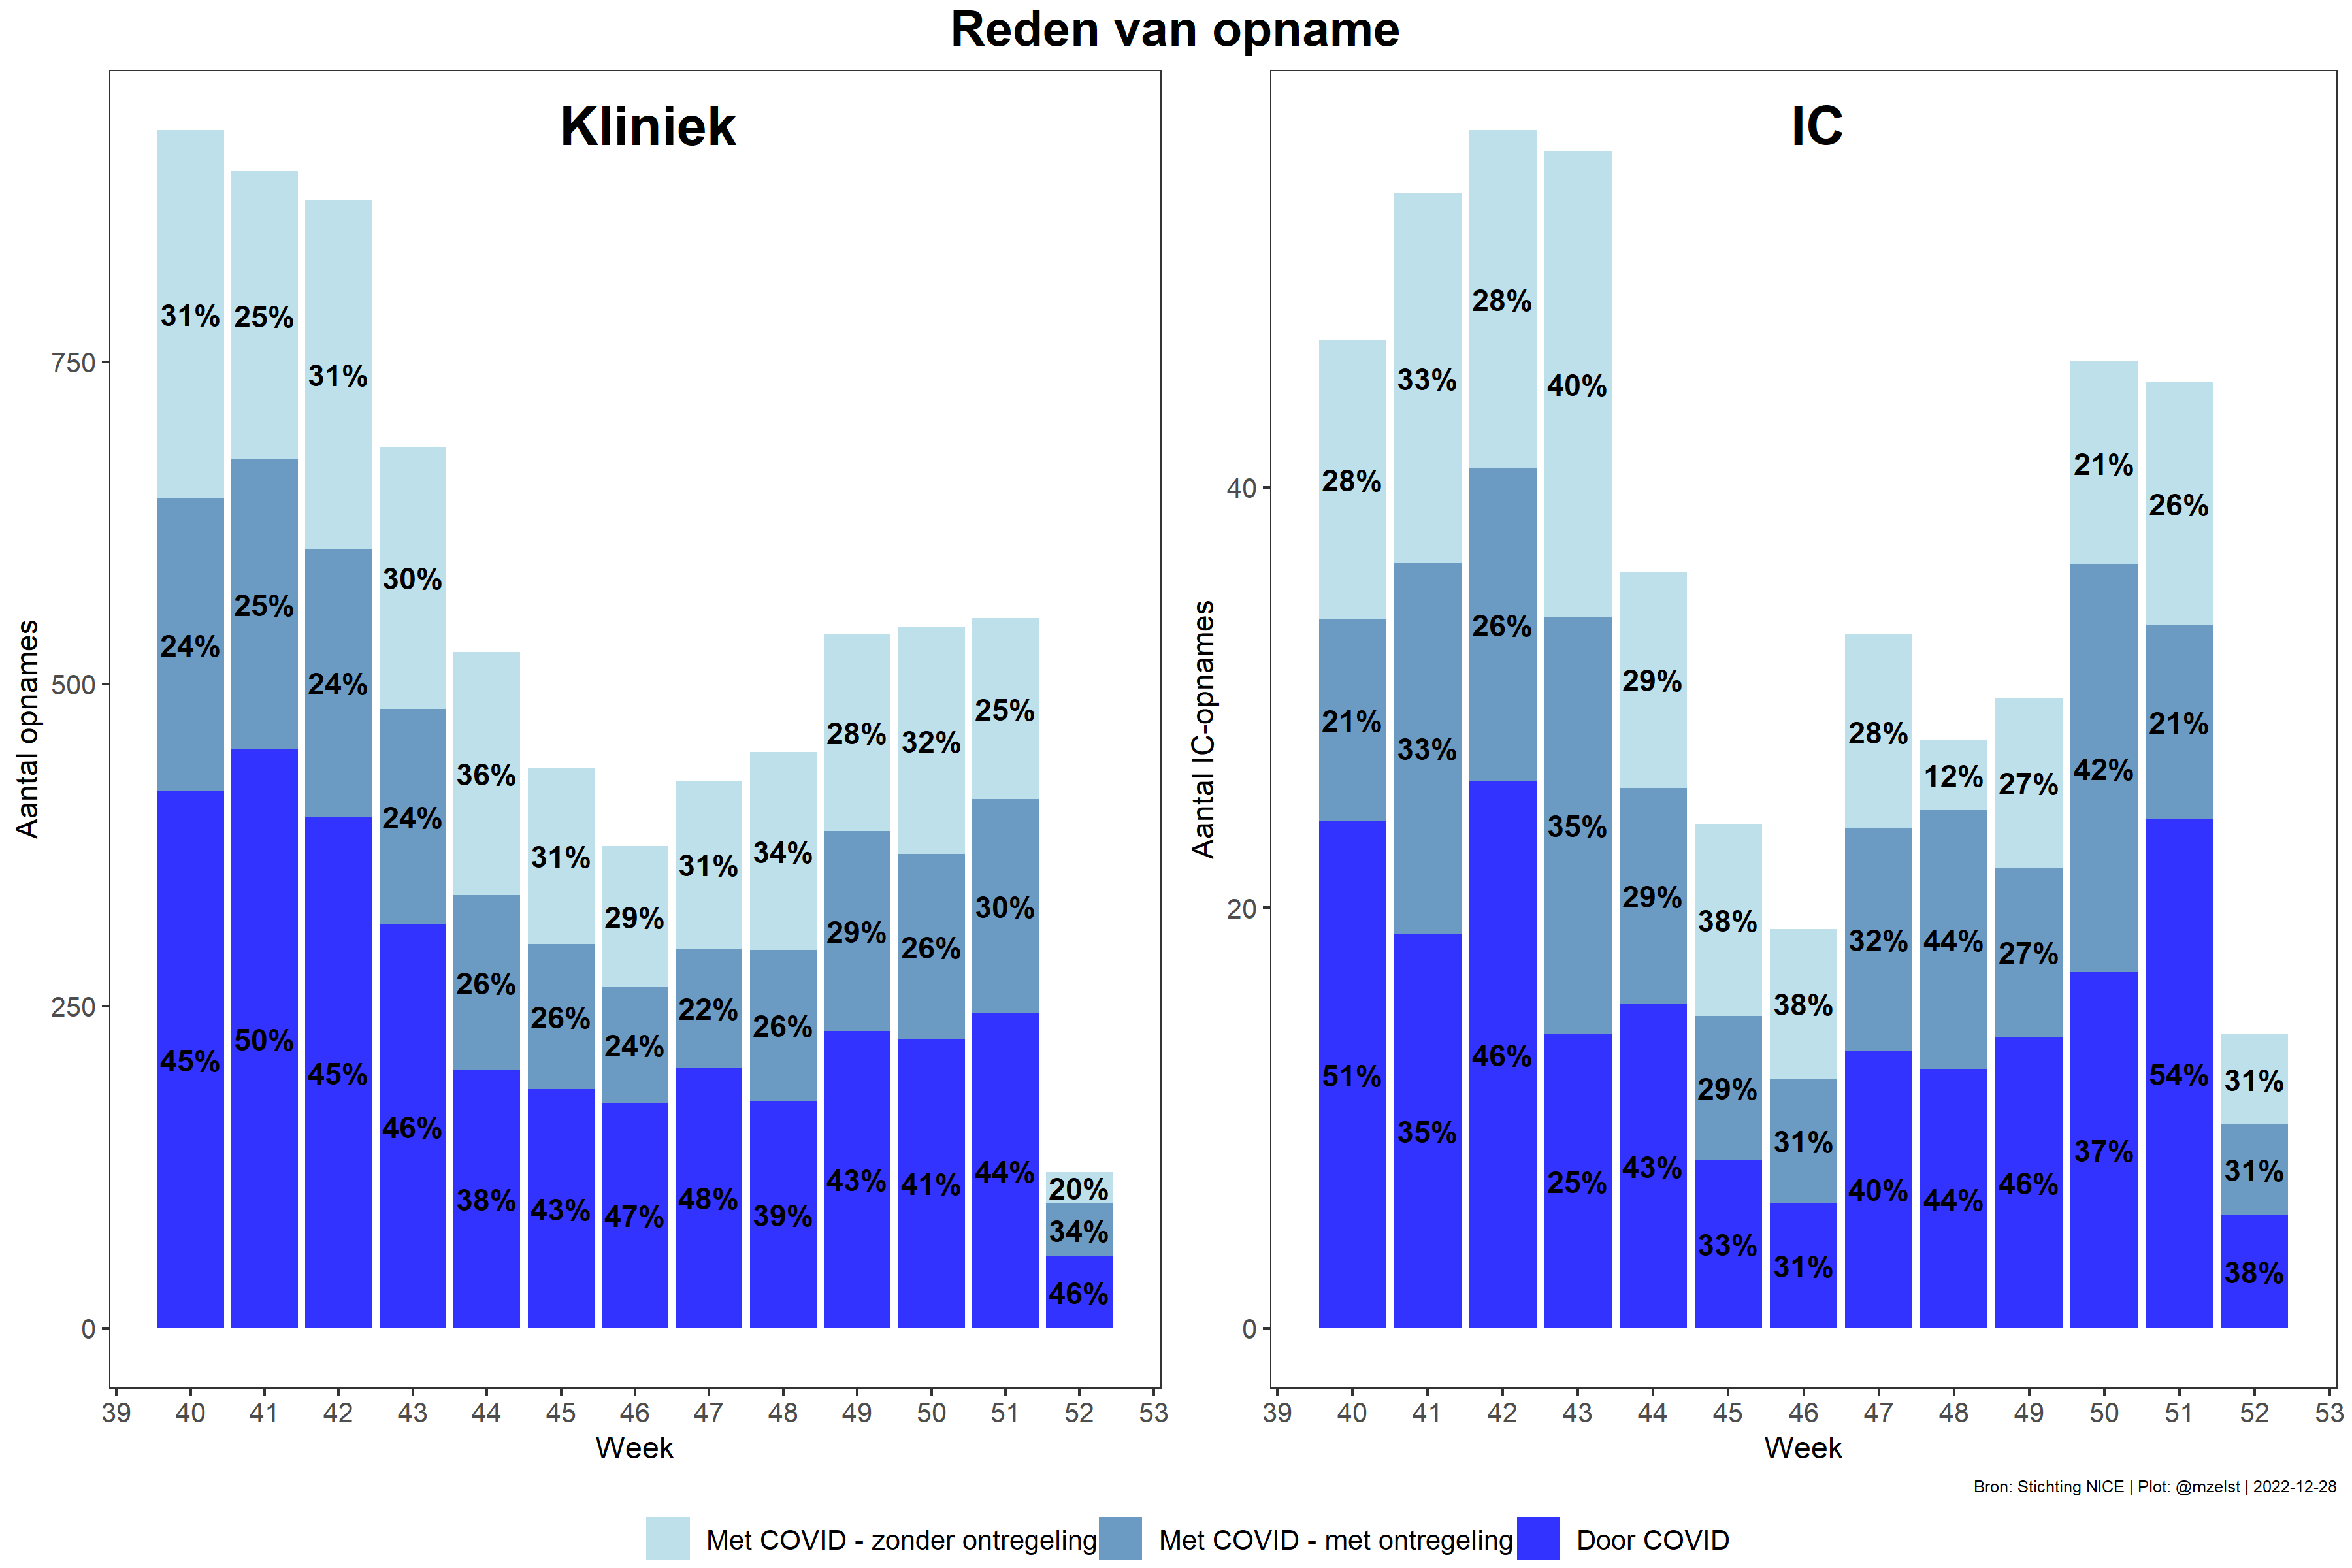 Reden van opname
Kliniek
Aantal opnames
750
500
250
0
31% 25% 31% 30% 36% 31% 29% 31% 34% 28% 32% 25% 20%
24% 25% 24% 24% 26% 26% 24% 22% 26% 29% 26% 30% 34%
45% 50% 45% 46% 38% 43% 47% 48% 39% 43% 41% 44% 46%
39 40 41 42 43 44 45 46 47 48 49 50 51 52 53
Week
IC
Aantal IC-opnames
40
20
0
28% 33% 28% 40% 29% 38% 38% 28% 12% 27% 21% 26% 31%
21% 33% 26% 35% 29% 29% 31% 32% 44% 27% 42% 21% 31%
51% 35% 46% 25% 43% 33% 31% 40% 44% 46% 37% 54% 38%
39 40 41 42 43 44 45 46 47 48 49 50 51 52 53
Week
Bron: Stichting NICE | Plot: @mzelst | 2022-12-28
Met COVID - zonder ontregeling Met COVID - met ontregeling Door COVID